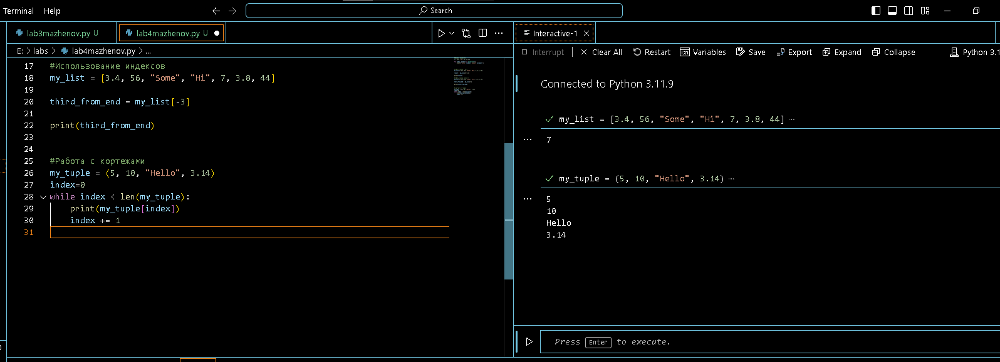 Terminal Help
Search
lab3mazhenov.py U
lab4mazhenov.py U
E: > labs > lab4mazhenov.py > ...
17 #Использование индексов
18 my_list = [3.4, 56, "Some", "Hi", 7, 3.8, 44]
19
20 third_from_end = my_list[-3]
21
22 print(third_from_end)
23
24
25 #Работа с кортежами
26 my_tuple = (5, 10, "Hello", 3.14)
27 index=0
28 while index < len(my_tuple):
29 print(my_tuple[index])
30 index += 1
31
Interactive-1
Interrupt Clear All Restart Variables Save Export Expand Collapse Python 3.1
Connected to Python 3.11.9
my_list = [3.4, 56, "Some", "Hi", 7, 3.8, 44] ...
7
my_tuple = (5, 10, "Hello", 3.14) ...
5
10
Hello
3.14
Press Enter to execute.